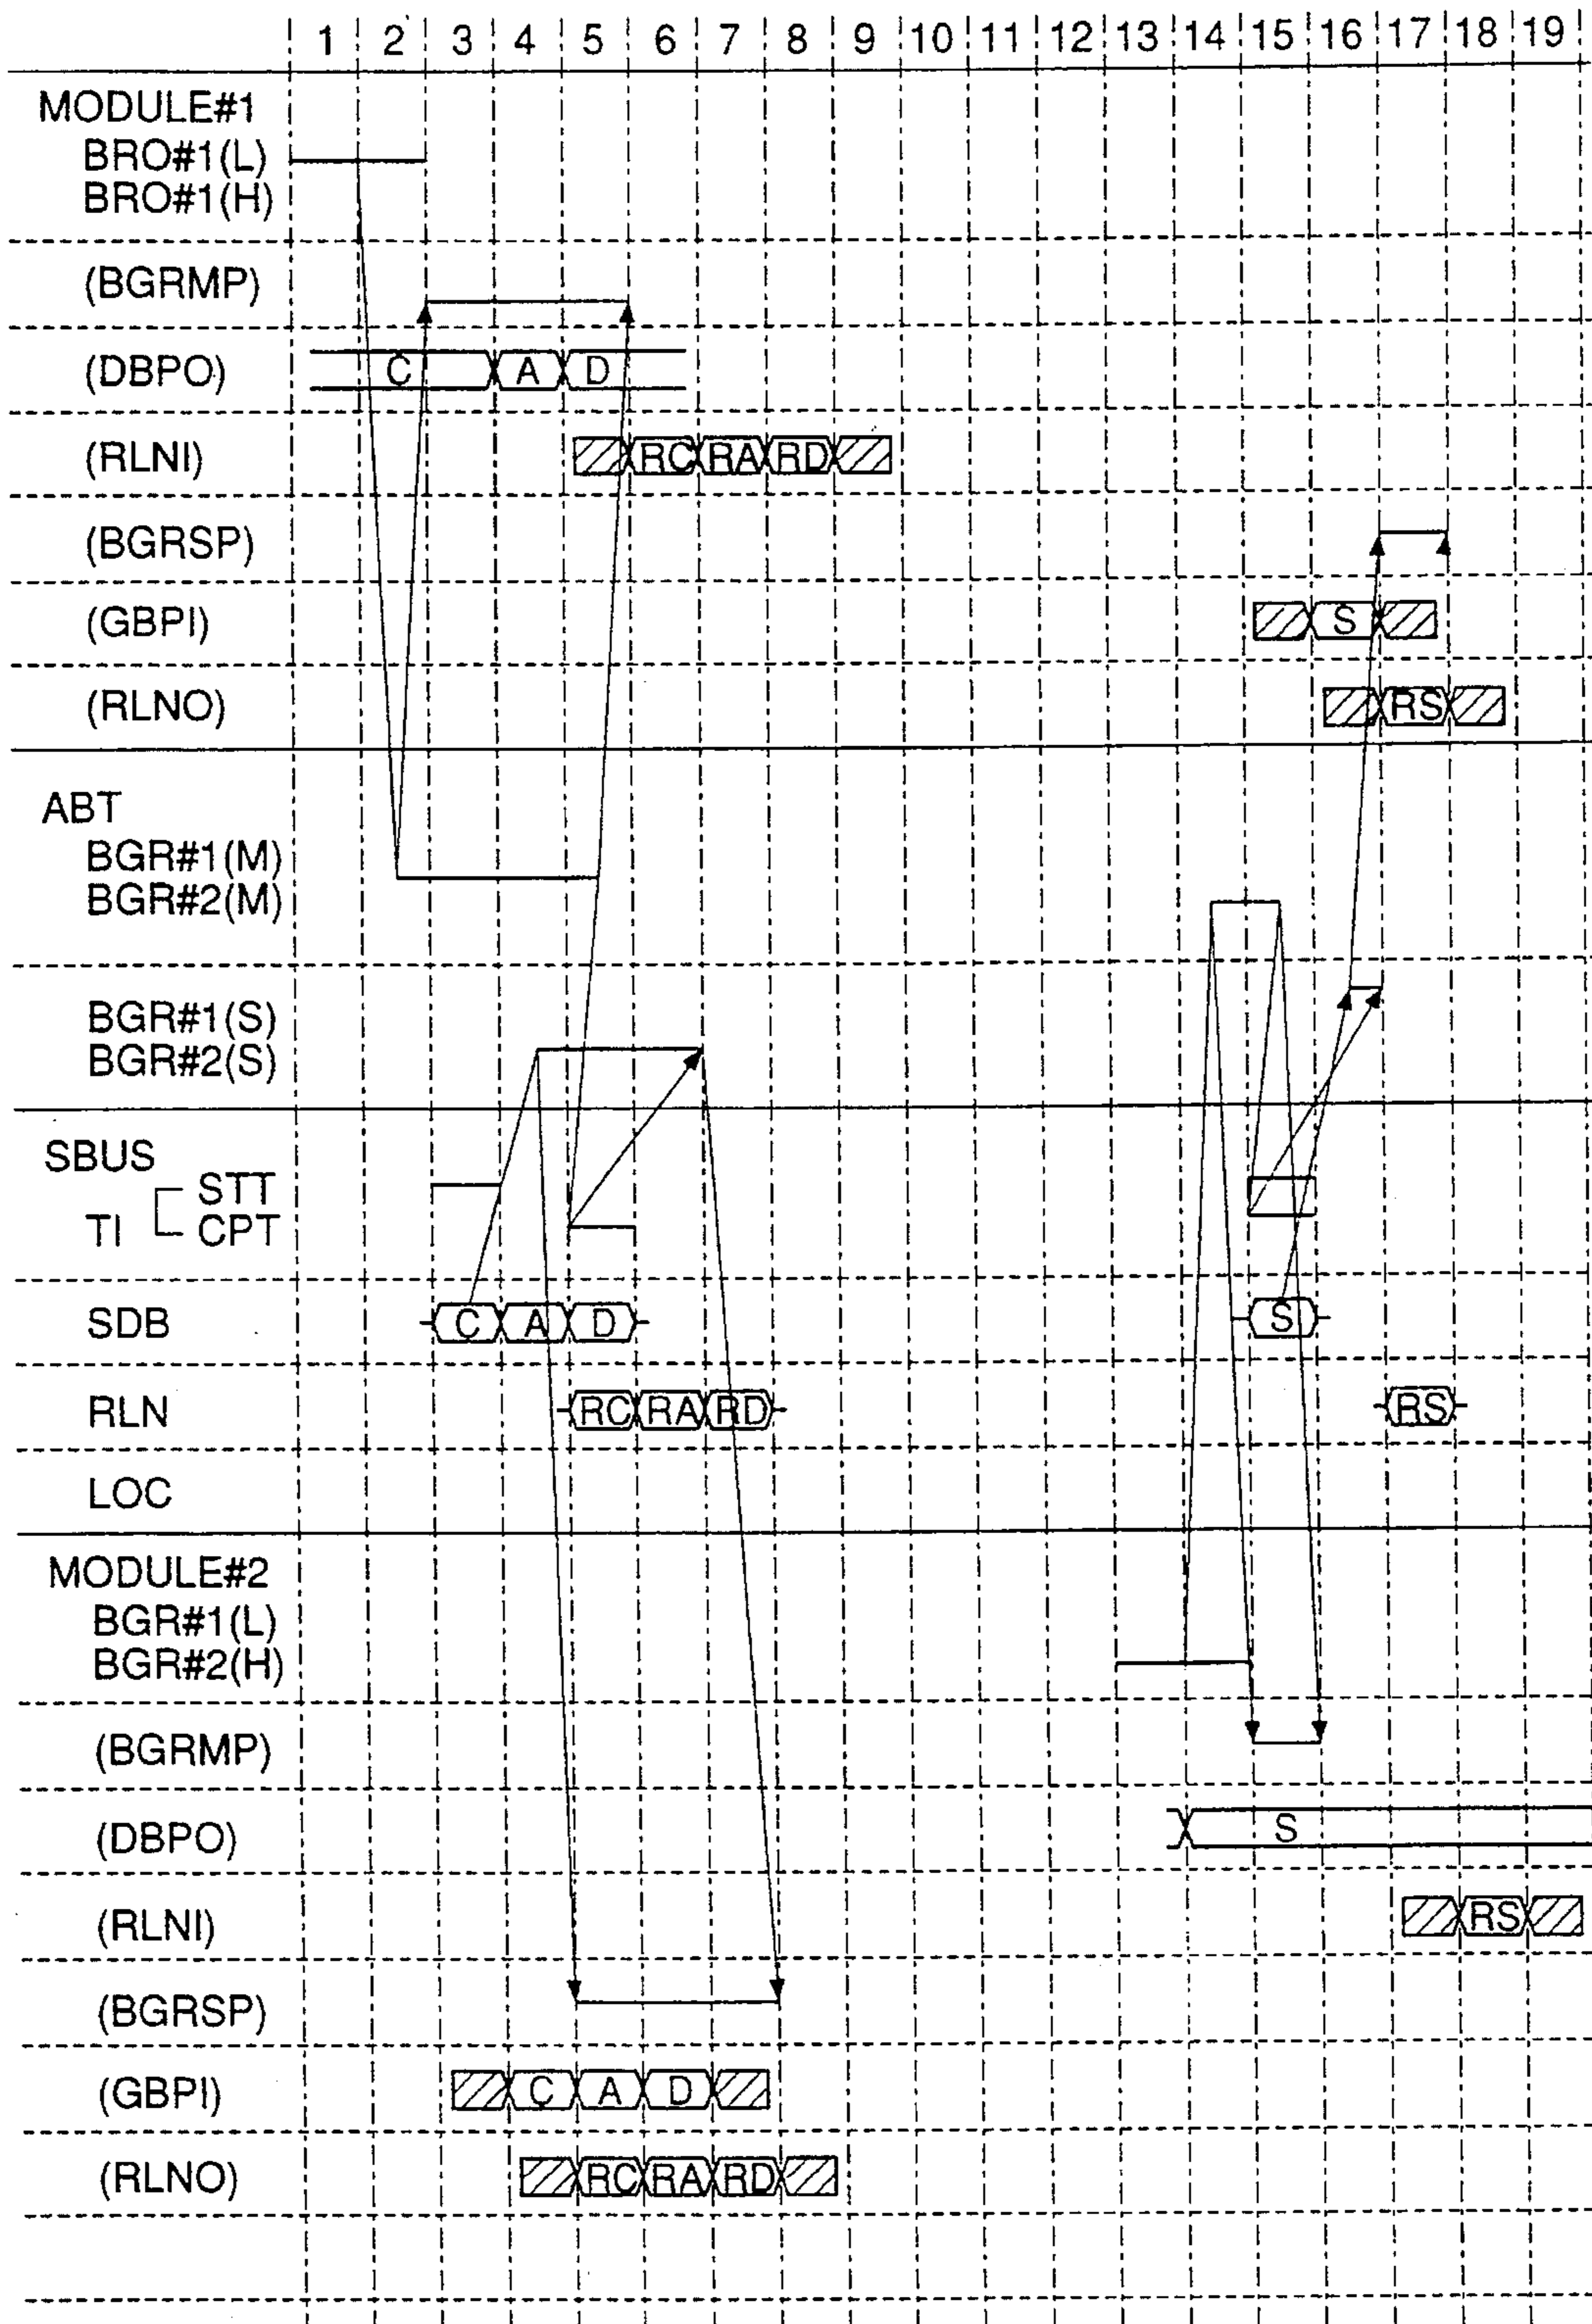 1 2 3 4 5 6 7 8 9 10 11 12 13 14 15 16 17 18 19
MODULE#1
BRO#1(L)
BRO#1(H)
(BGRMP)
(DBPO) C A D
(RLNI) RC RA RD
(BGRSP)
(GBPI) S
(RLNO) RS
ABT
BGR#1(M)
BGR#2(M)
BGR#1(S)
BGR#2(S)
SBUS
STT
TI CPT
SDB C A D S
RLN RC RA RD RS
LOC
MODULE#2
BGR#1(L)
BGR#2(H)
(BGRMP)
(DBPO) S
(RLNI) RS
(BGRSP)
(GBPI) C A D
(RLNO) RC RA RD